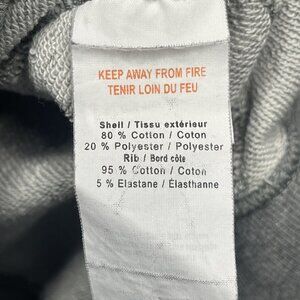 KEEP AWAY FROM FIRE
TENIR LOIN DU FEU
Shell / Tissu extérieur
80 % Cotton / Coton
20 % Polyester / Polyester
Rib / Bord côte
95 % Cotton / Coton
5 % Elastane / Élasthanne